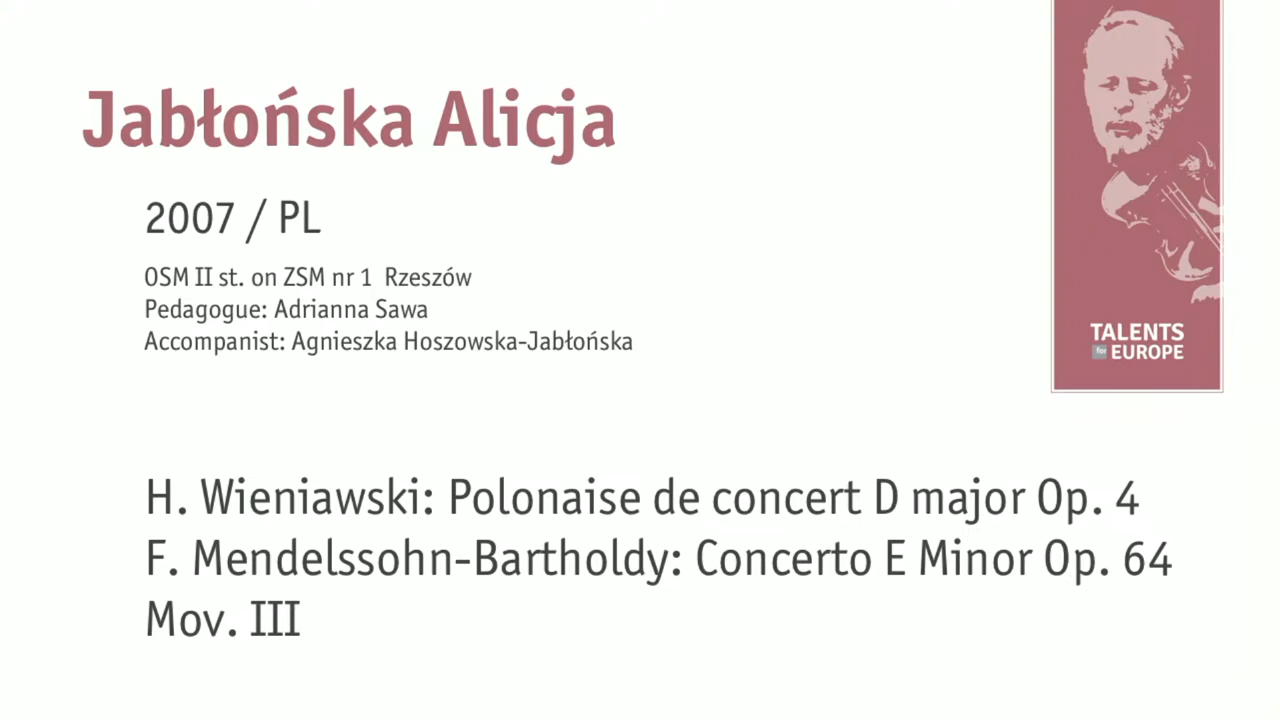 Jabłońska Alicja
2007 / PL
OSM II st. on ZSM nr 1 Rzeszów
Pedagogue: Adrianna Sawa
Accompanist: Agnieszka Hoszowska-Jabłońska
TALENTS
for EUROPE
H. Wieniawski: Polonaise de concert D major Op. 4
F. Mendelssohn-Bartholdy: Concerto E Minor Op. 64
Mov. III